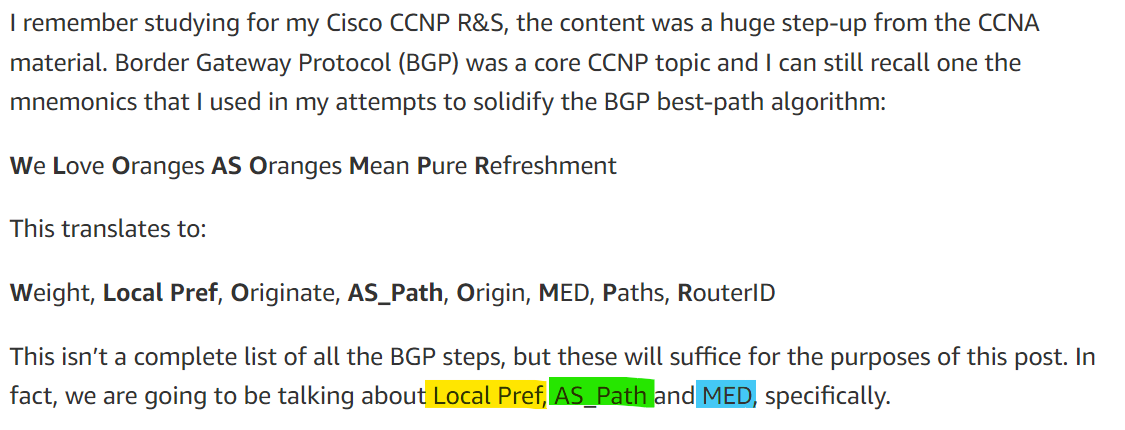 I remember studying for my Cisco CCNP R&S, the content was a huge step-up from the CCNA
material. Border Gateway Protocol (BGP) was a core CCNP topic and I can still recall one the
mnemonics that I used in my attempts to solidify the BGP best-path algorithm:
We Love Oranges AS Oranges Mean Pure Refreshment
This translates to:
Weight, Local Pref, Originate, AS_Path, Origin, MED, Paths, RouterID
This isn’t a complete list of all the BGP steps, but these will suffice for the purposes of this post. In
fact, we are going to be talking about Local Pref, AS_Path and MED, specifically.